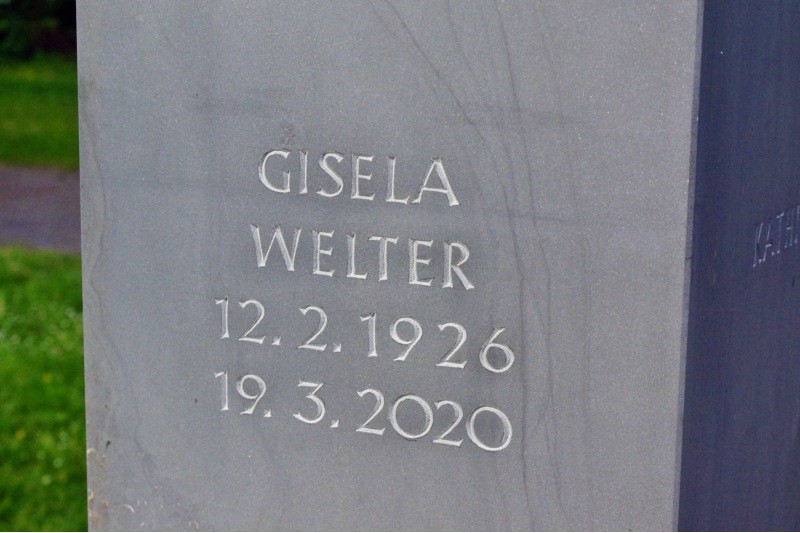 GISELA
WELTER
12. 2. 1926
19. 3. 2020